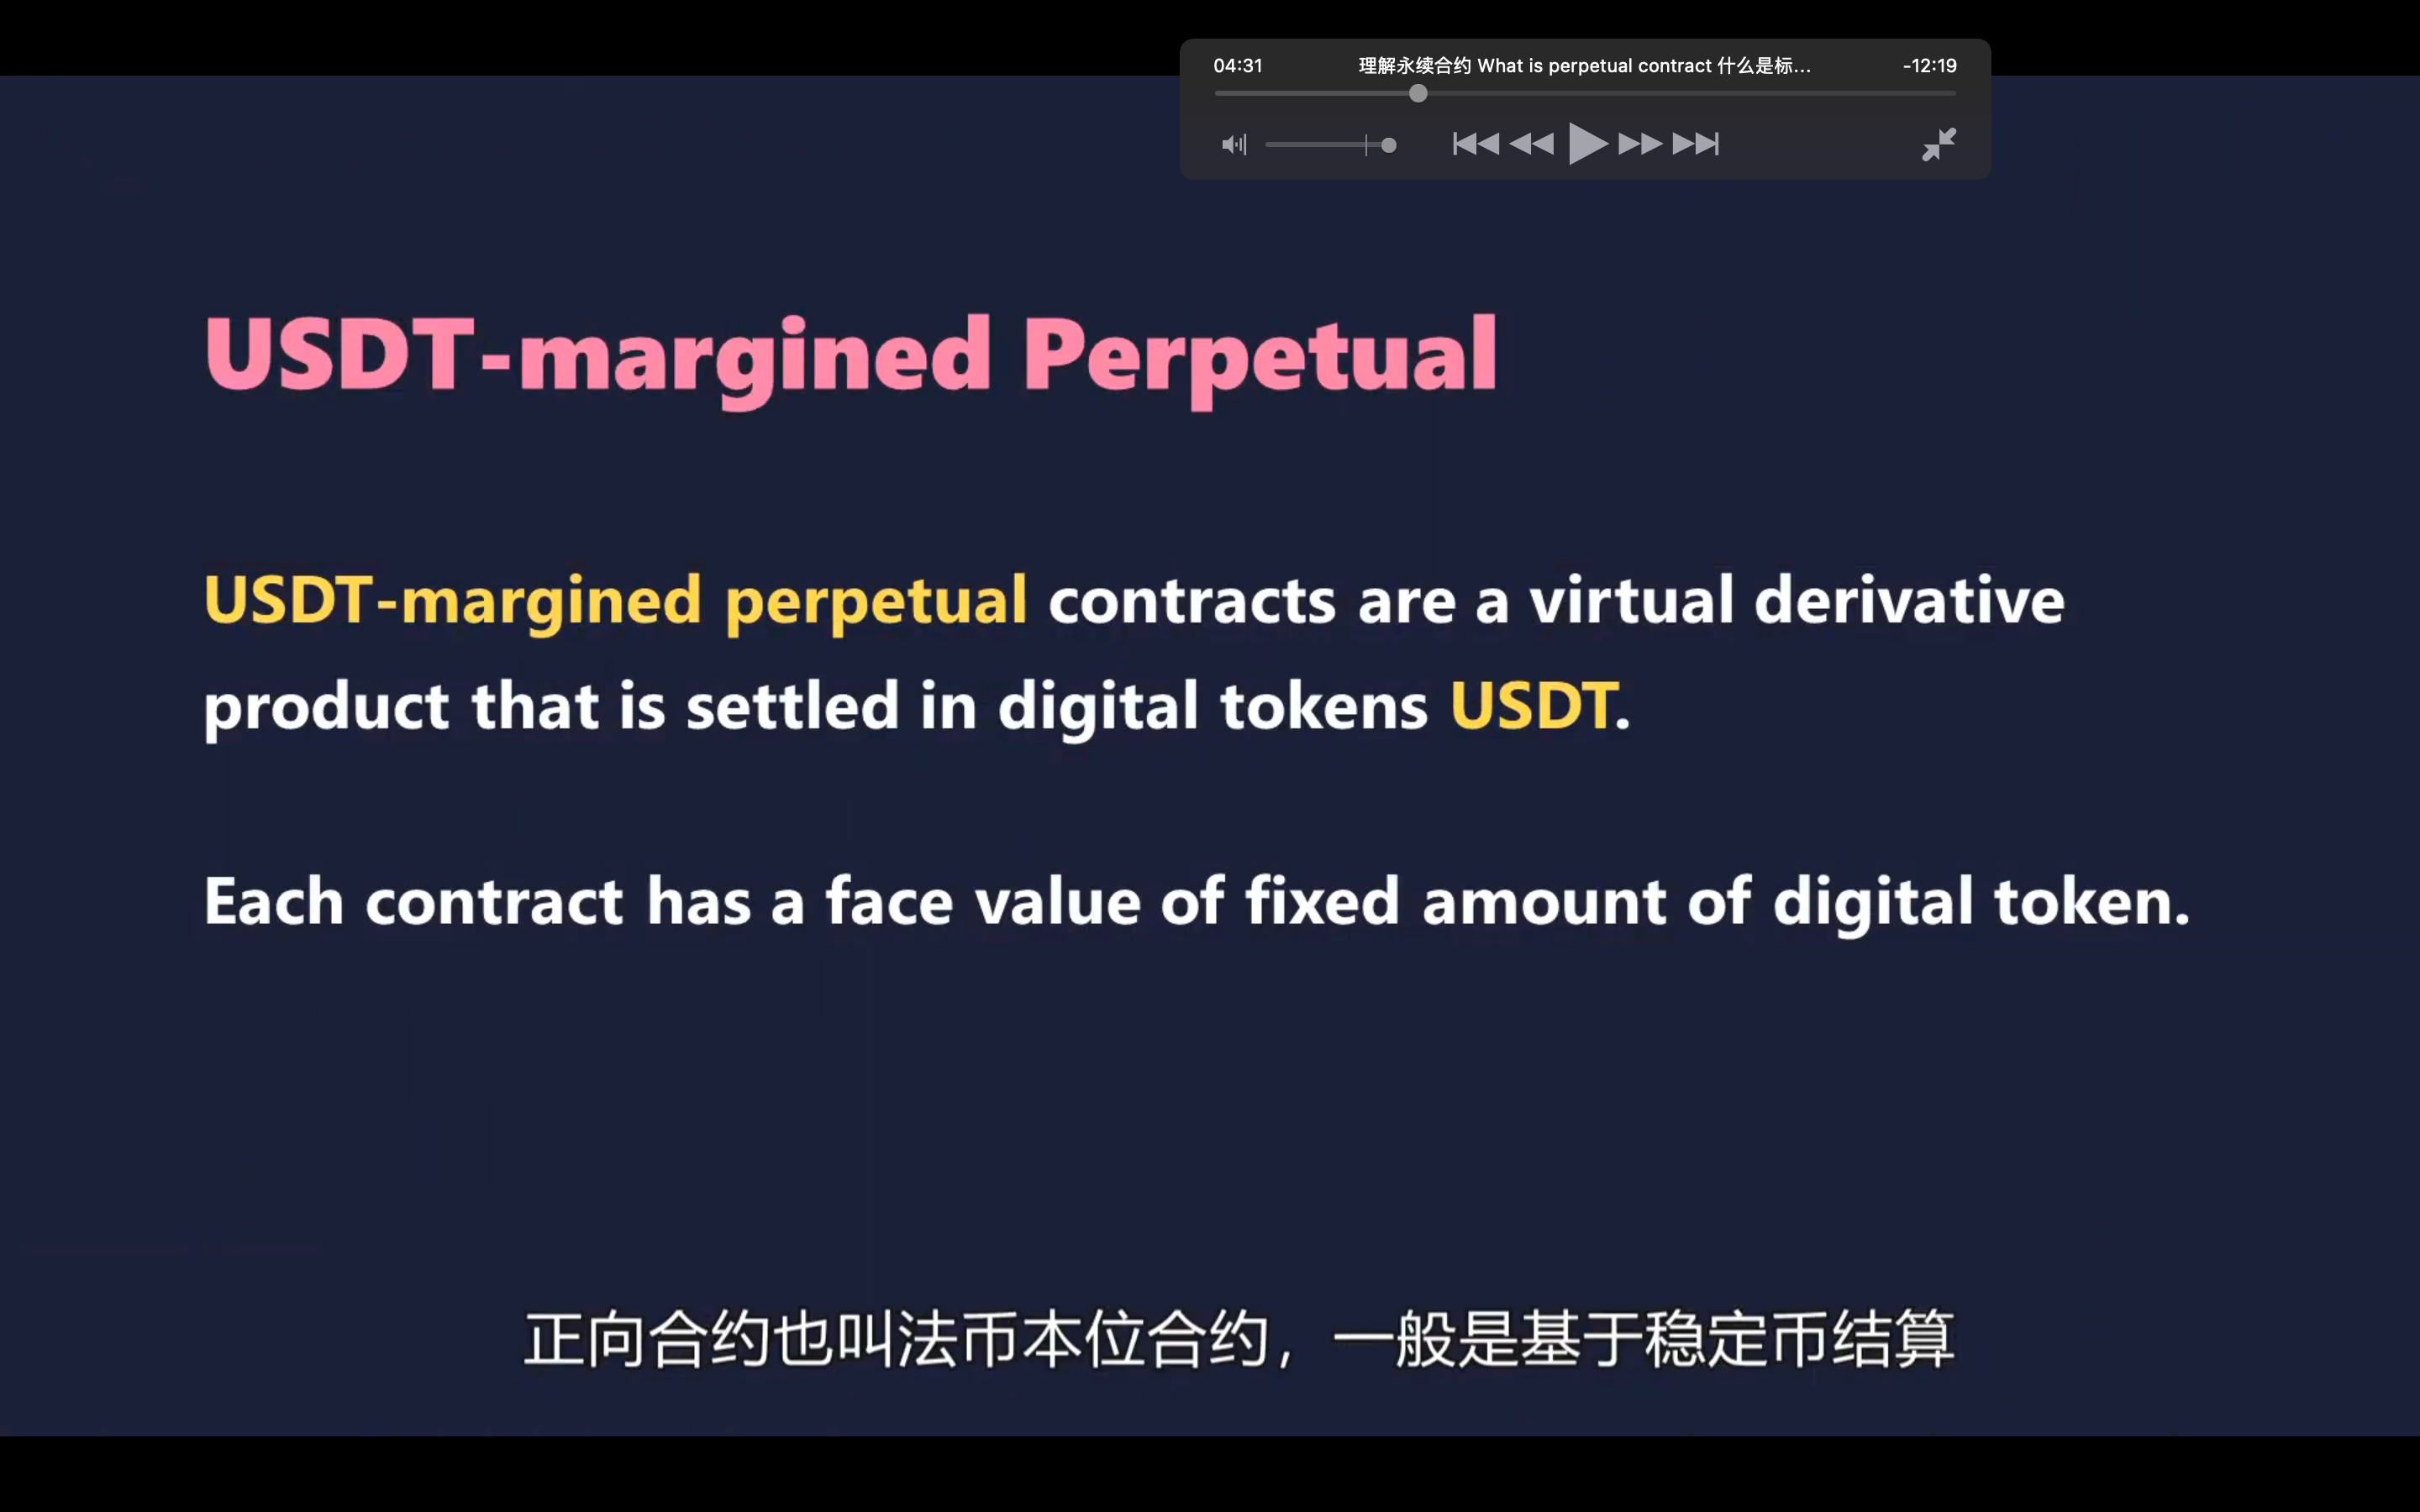 04:31
理解永续合约 What is perpetual contract 什么是标...
-12:19
USDT-margined Perpetual
USDT-margined perpetual contracts are a virtual derivative
product that is settled in digital tokens USDT.
Each contract has a face value of fixed amount of digital token.
正向合约也叫法币本位合约，一般是基于稳定币结算